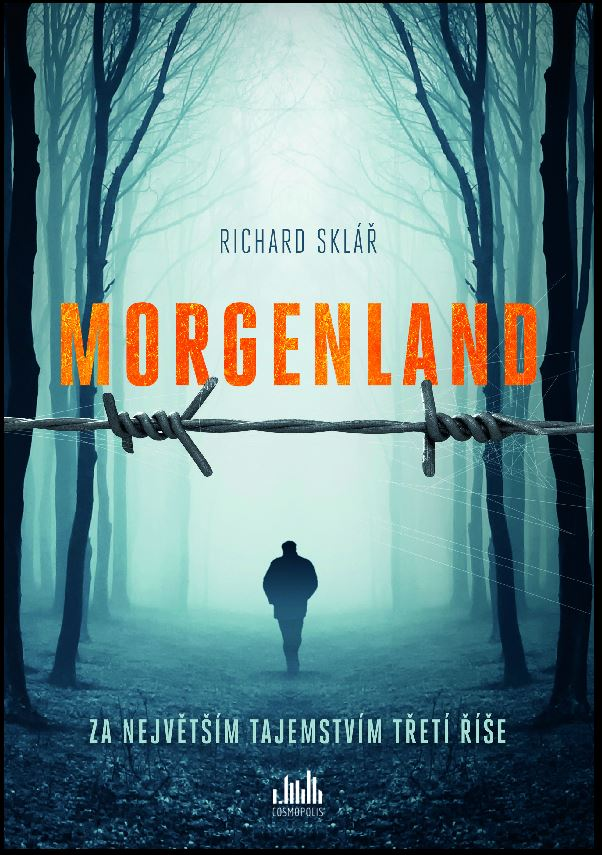 RICHARD SKLÁŘ
MORGENLAND
ZA NEJVĚTŠÍM TAJEMSTVÍM TŘETÍ ŘÍŠE
COSMOPOLIS